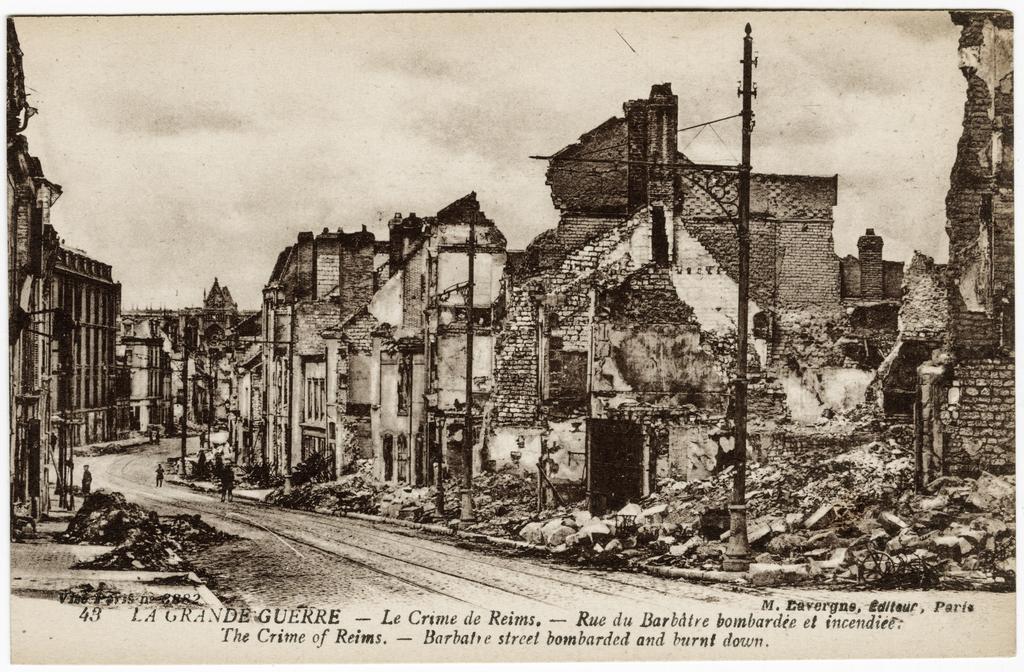 Visé Paris nº 3882
43 LA GRANDE GUERRE — Le Crime de Reims. — Rue du Barbâtre bombardée et incendiée.
M. Lavergne, Éditeur, Paris
The Crime of Reims. — Barbatre street bombarded and burnt down.